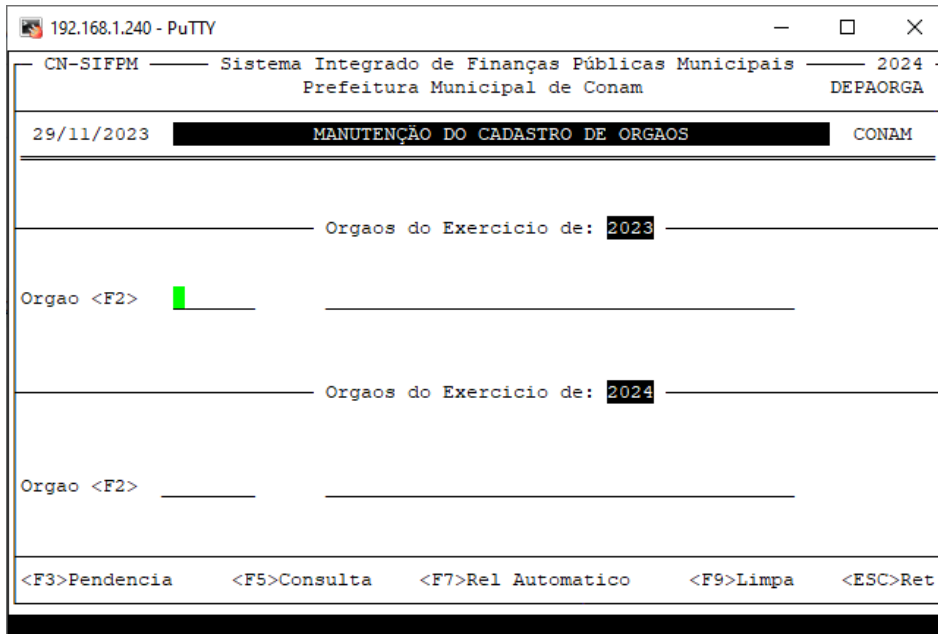 192.168.1.240 - PuTTY
CN-SIFPM Sistema Integrado de Finanças Públicas Municipais 2024
Prefeitura Municipal de Conam DEPAORGA
29/11/2023 MANUTENÇÃO DO CADASTRO DE ORGAOS CONAM
Orgaos do Exercicio de: 2023
Orgao <F2>
Orgaos do Exercicio de: 2024
Orgao <F2>
<F3>Pendencia <F5>Consulta <F7>Rel Automatico <F9>Limpa <ESC>Ret